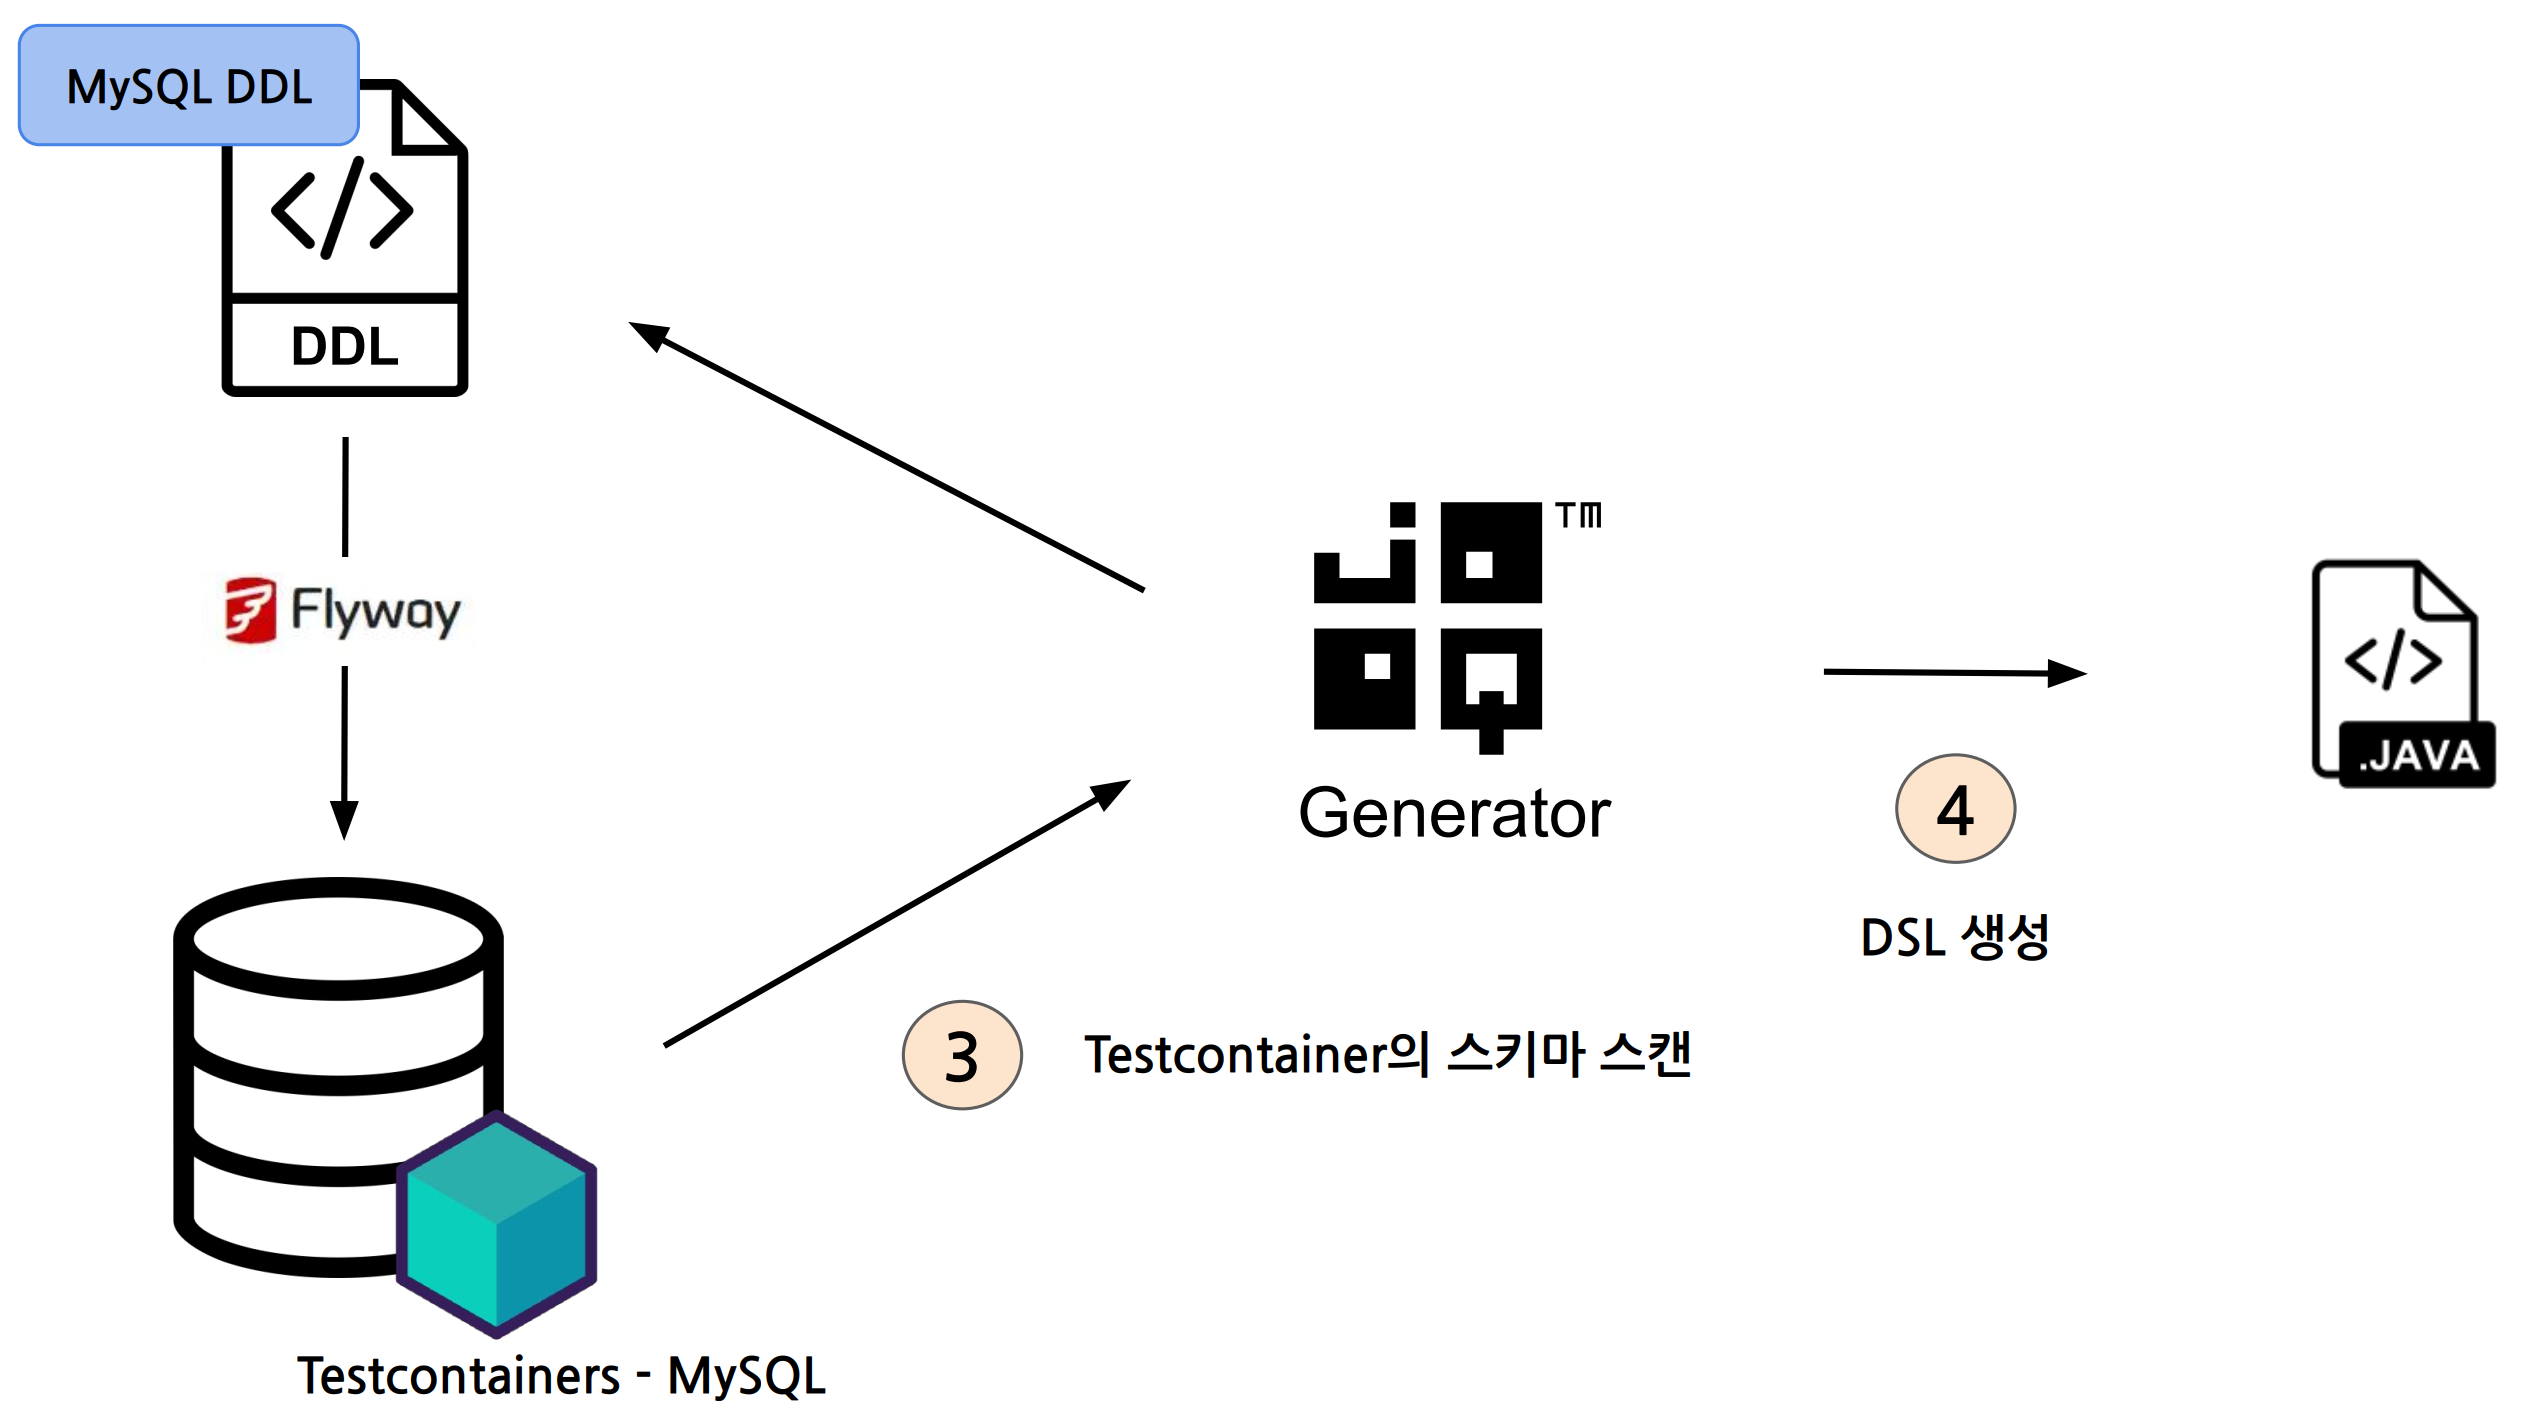 MySQL DDL
DDL
Flyway
jOOQ™
Generator
.JAVA
4
DSL 생성
3
Testcontainer의 스키마 스캔
Testcontainers - MySQL